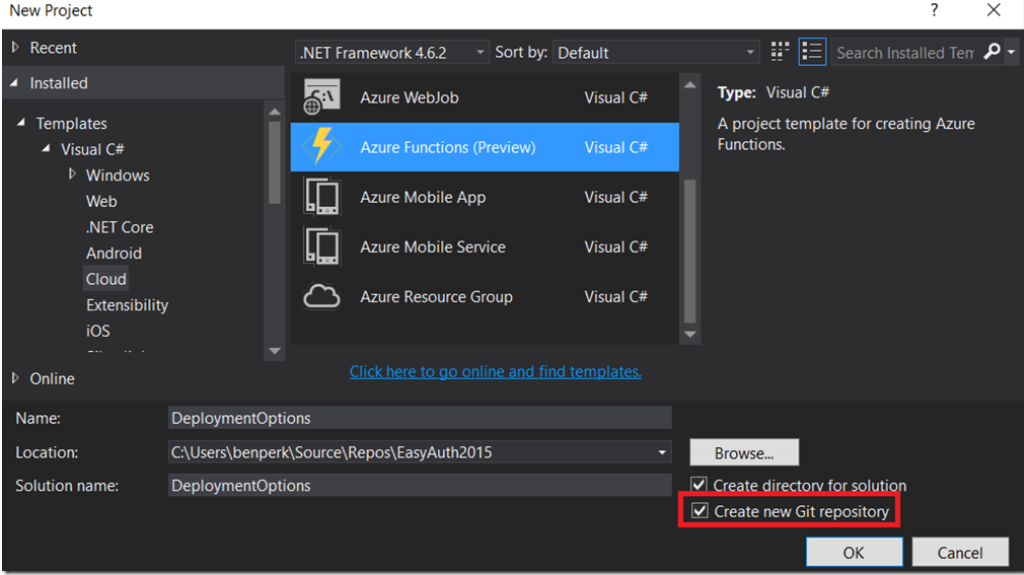 New Project
?
Recent
.NET Framework 4.6.2 Sort by: Default Search Installed Tem
Installed
Templates
Visual C#
Windows
Web
.NET Core
Android
Cloud
Extensibility
iOS
Online
Azure WebJob Visual C#
Azure Functions (Preview) Visual C#
Azure Mobile App Visual C#
Azure Mobile Service Visual C#
Azure Resource Group Visual C#
Click here to go online and find templates.
Type: Visual C#
A project template for creating Azure
Functions.
Name: DeploymentOptions
Location: C:\Users\benperk\Source\Repos\EasyAuth2015 Browse...
Solution name: DeploymentOptions
Create directory for solution
Create new Git repository
OK Cancel